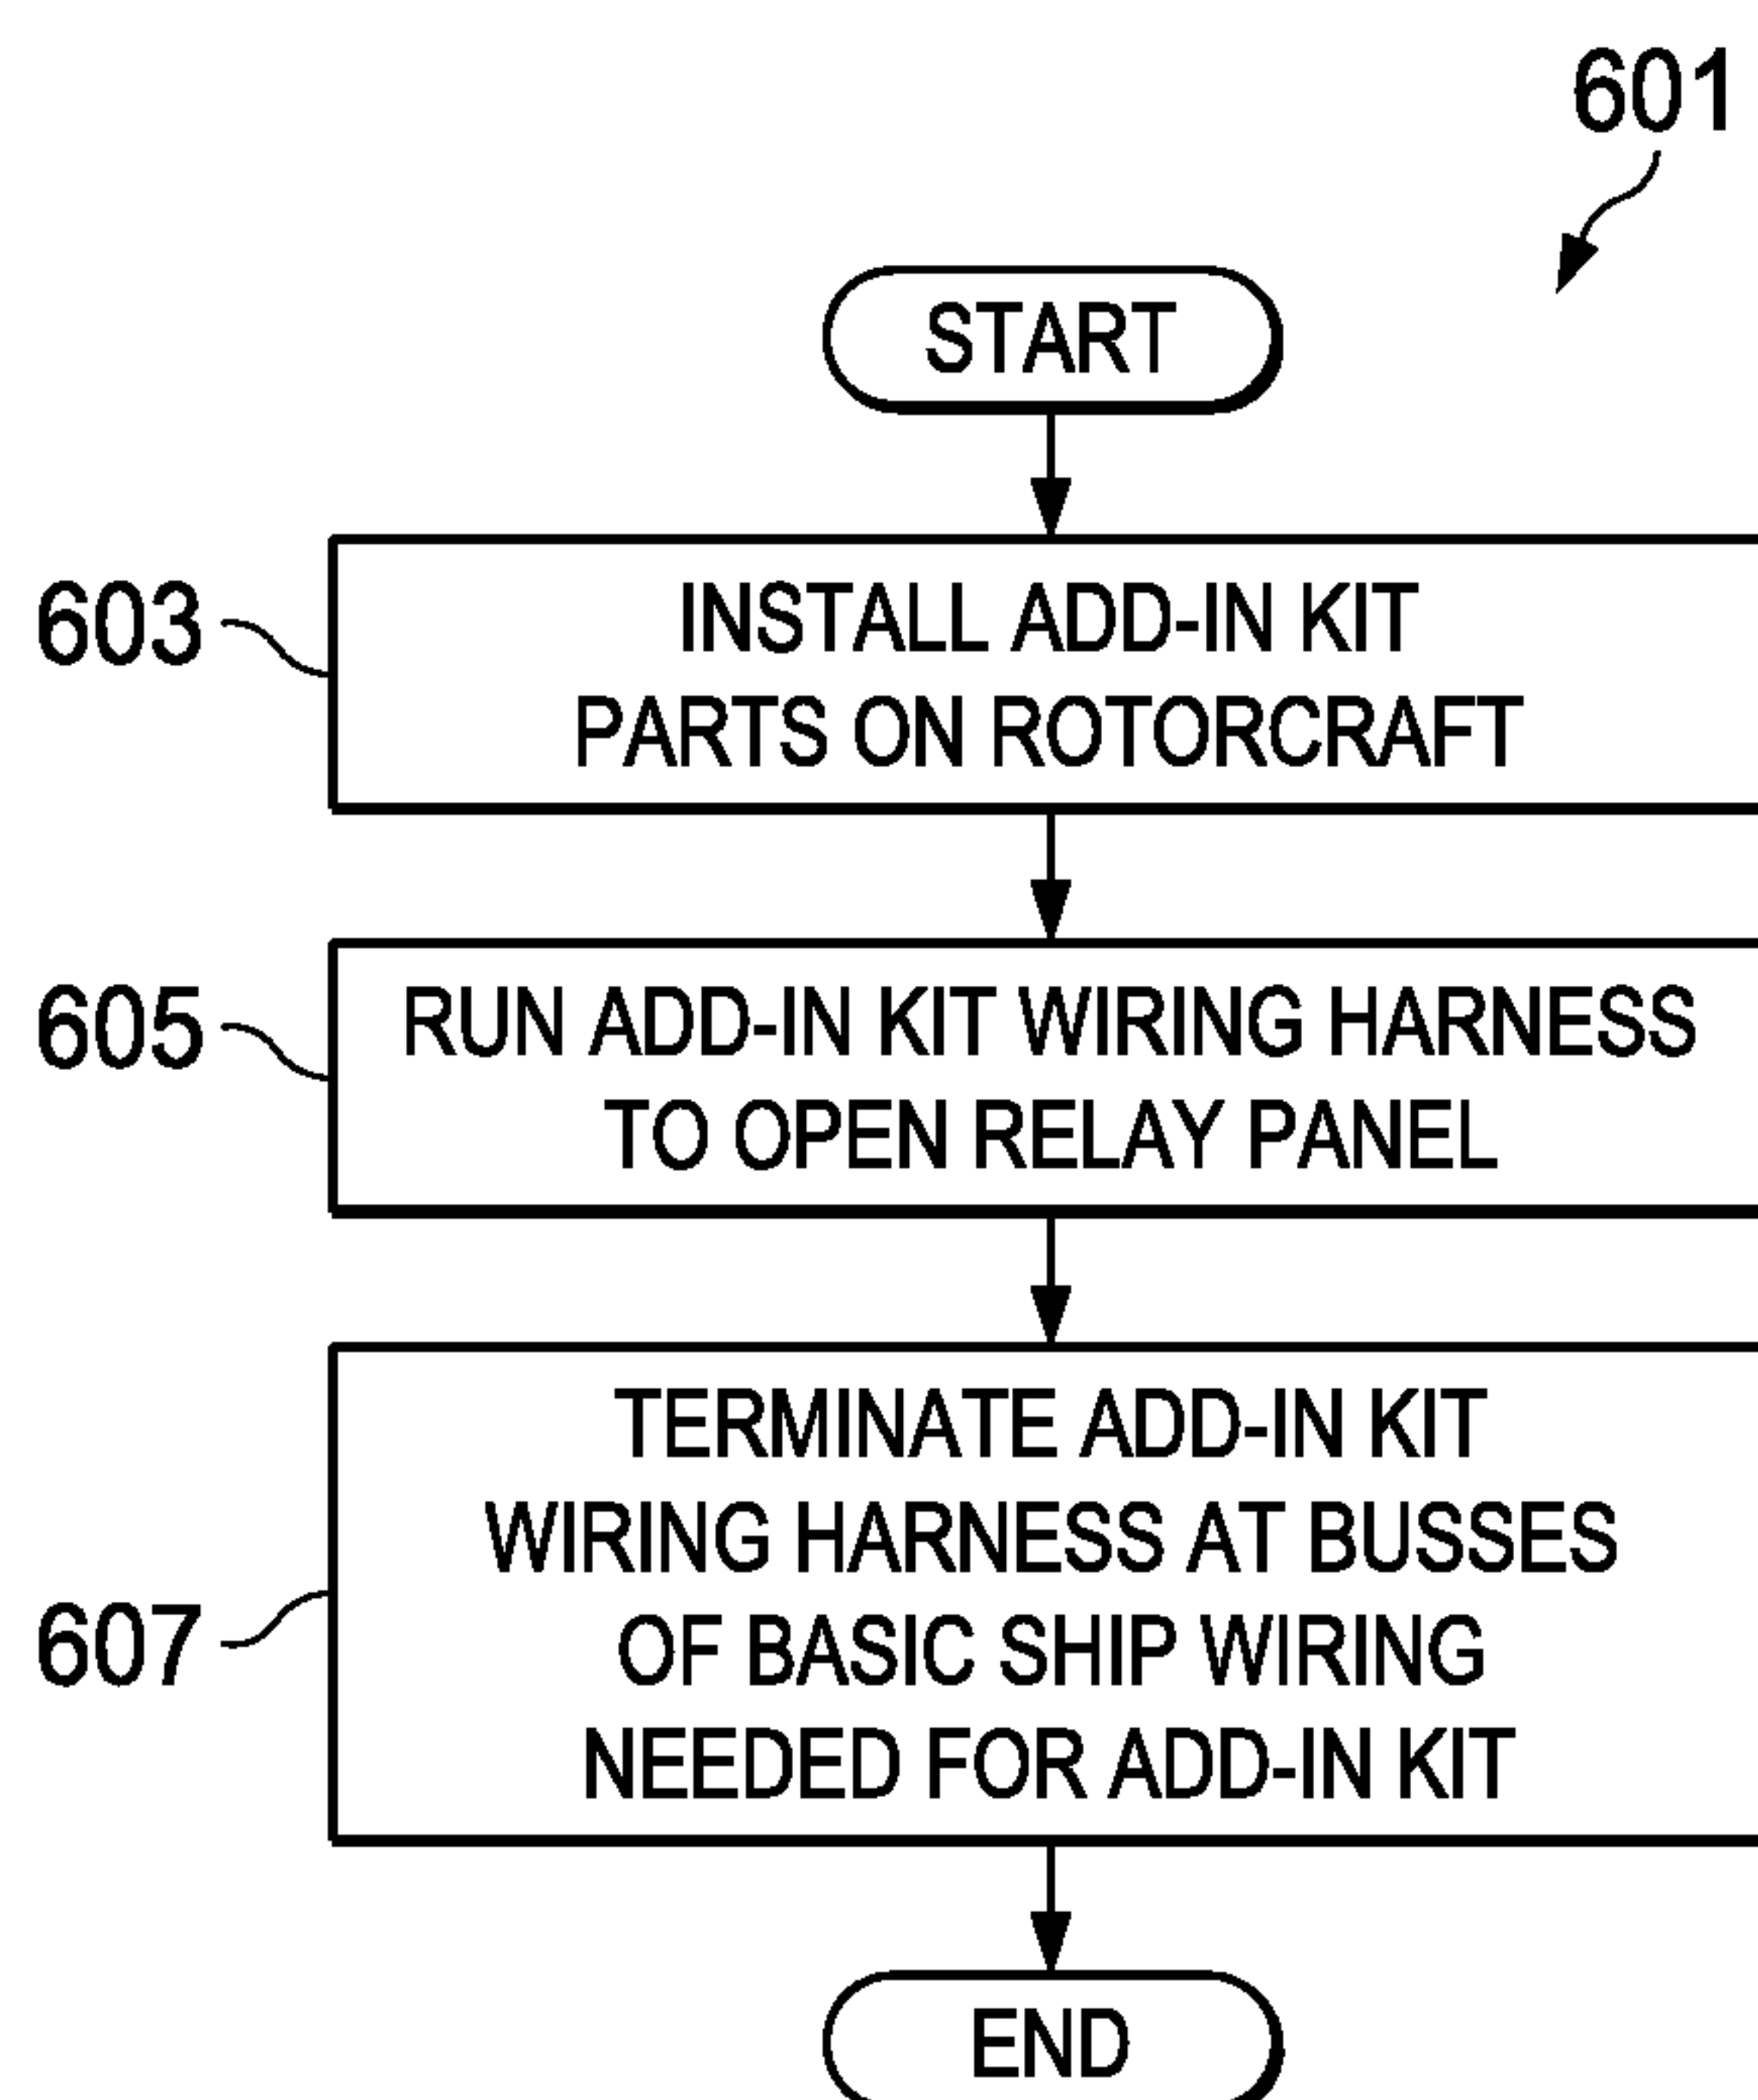 601
START
603
INSTALL ADD-IN KIT
PARTS ON ROTORCRAFT
605
RUN ADD-IN KIT WIRING HARNESS
TO OPEN RELAY PANEL
607
TERMINATE ADD-IN KIT
WIRING HARNESS AT BUSSES
OF BASIC SHIP WIRING
NEEDED FOR ADD-IN KIT
END